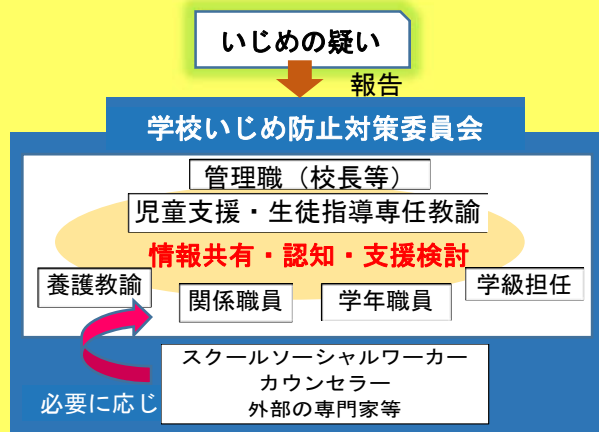 いじめの疑い
報告
学校いじめ防止対策委員会
管理職（校長等）
児童支援・生徒指導専任教諭
情報共有・認知・支援検討
養護教諭
関係職員
学年職員
学級担任
スクールソーシャルワーカー
カウンセラー
外部の専門家等
必要に応じ